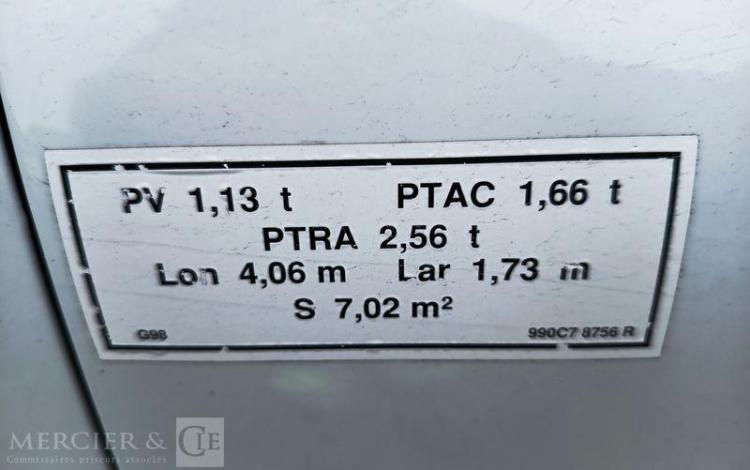 PV 1,13 t PTAC 1,66 t
PTRA 2,56 t
Lon 4,06 m Lar 1,73 m
S 7,02 m²
G98 990C7 8756 R
MERCIER & CIE
Commissaires priseurs associés